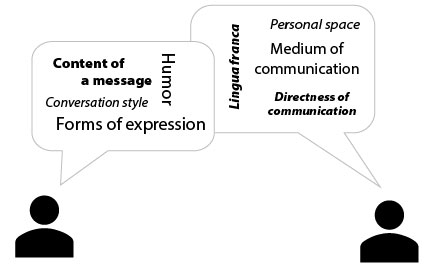 Content of
a message
Conversation style
Forms of expression
Humor
Lingua franca
Personal space
Medium of
communication
Directness of
communication